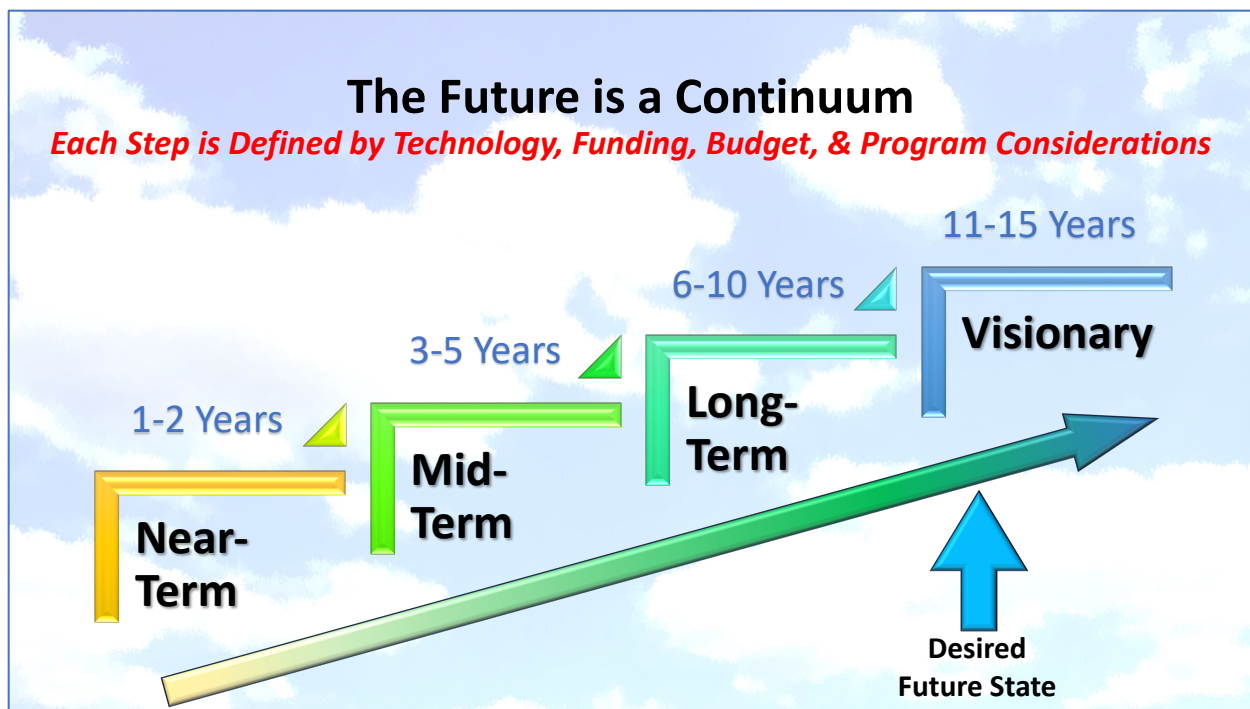 The Future is a Continuum
Each Step is Defined by Technology, Funding, Budget, & Program Considerations
1-2 Years
Near-
Term
3-5 Years
Mid-
Term
6-10 Years
Long-
Term
11-15 Years
Visionary
Desired
Future State